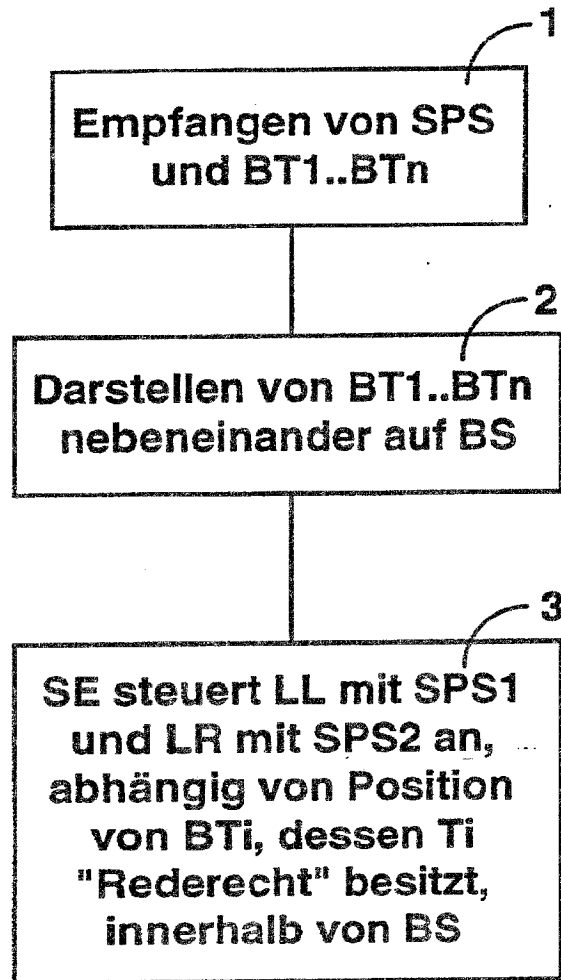 1
Empfangen von SPS
und BT1..BTn
2
Darstellen von BT1..BTn
nebeneinander auf BS
3
SE steuert LL mit SPS1
und LR mit SPS2 an,
abhängig von Position
von BTi, dessen Ti
"Rederecht" besitzt,
innerhalb von BS